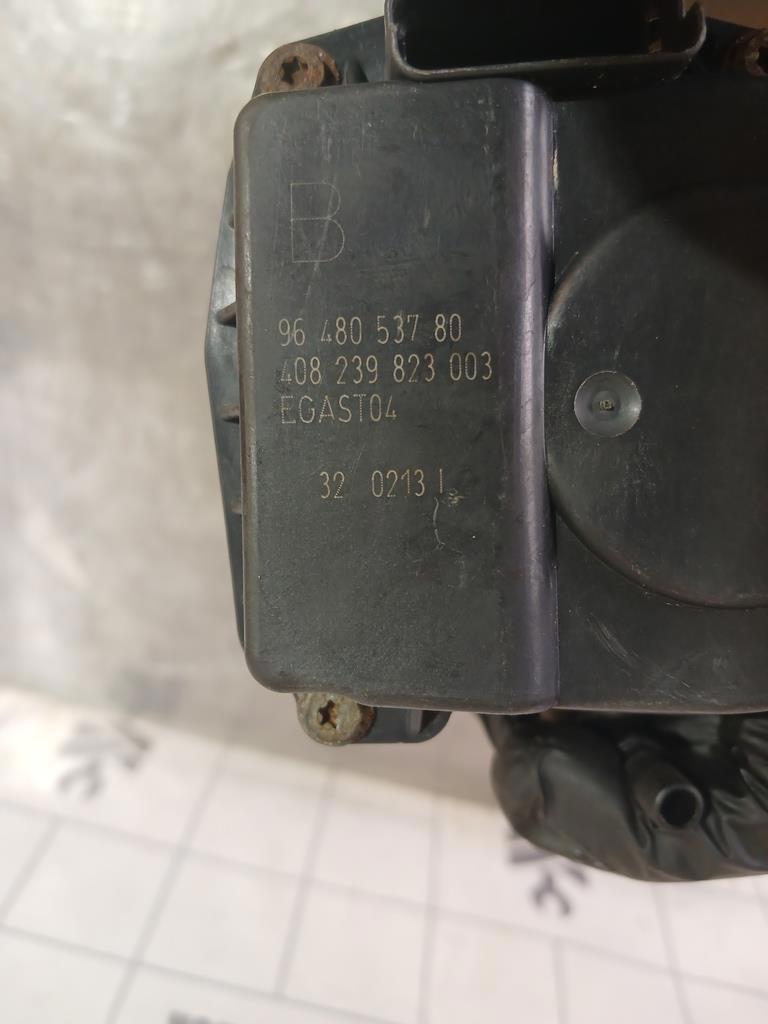 B
96 480 537 80
408 239 823 003
EGAST04
32 0213 I